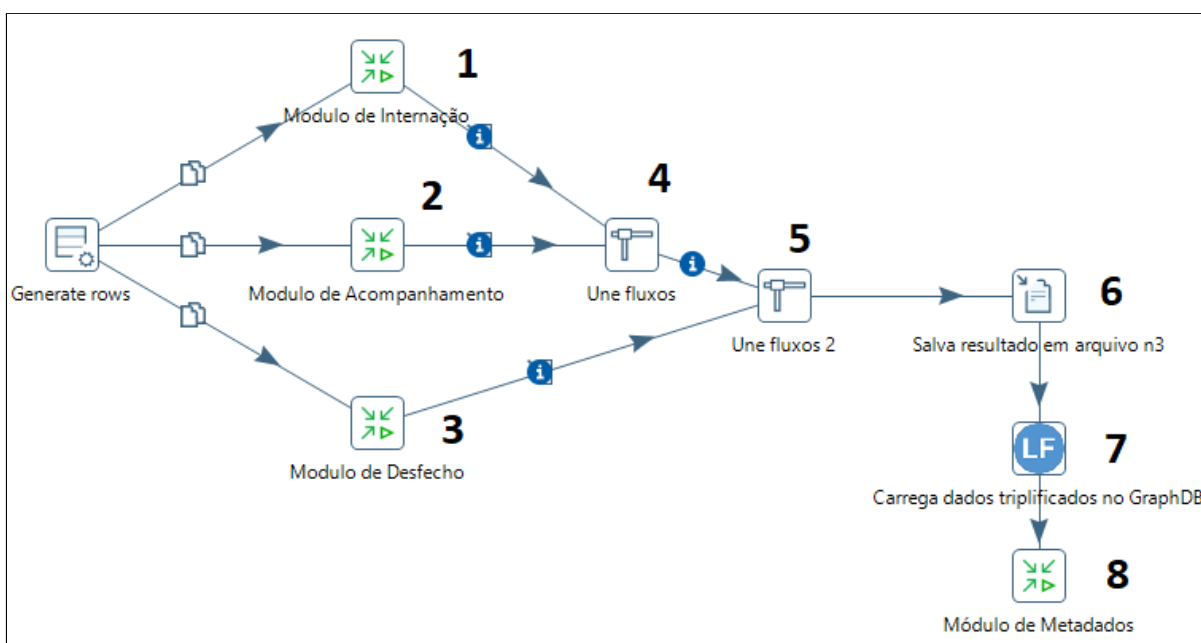 1
Modulo de Internação
2
4
5
Generate rows
Modulo de Acompanhamento
Une fluxos
6
Une fluxos 2
Salva resultado em arquivo n3
3
Modulo de Desfecho
LF
7
Carrega dados triplificados no GraphDB
8
Módulo de Metadados